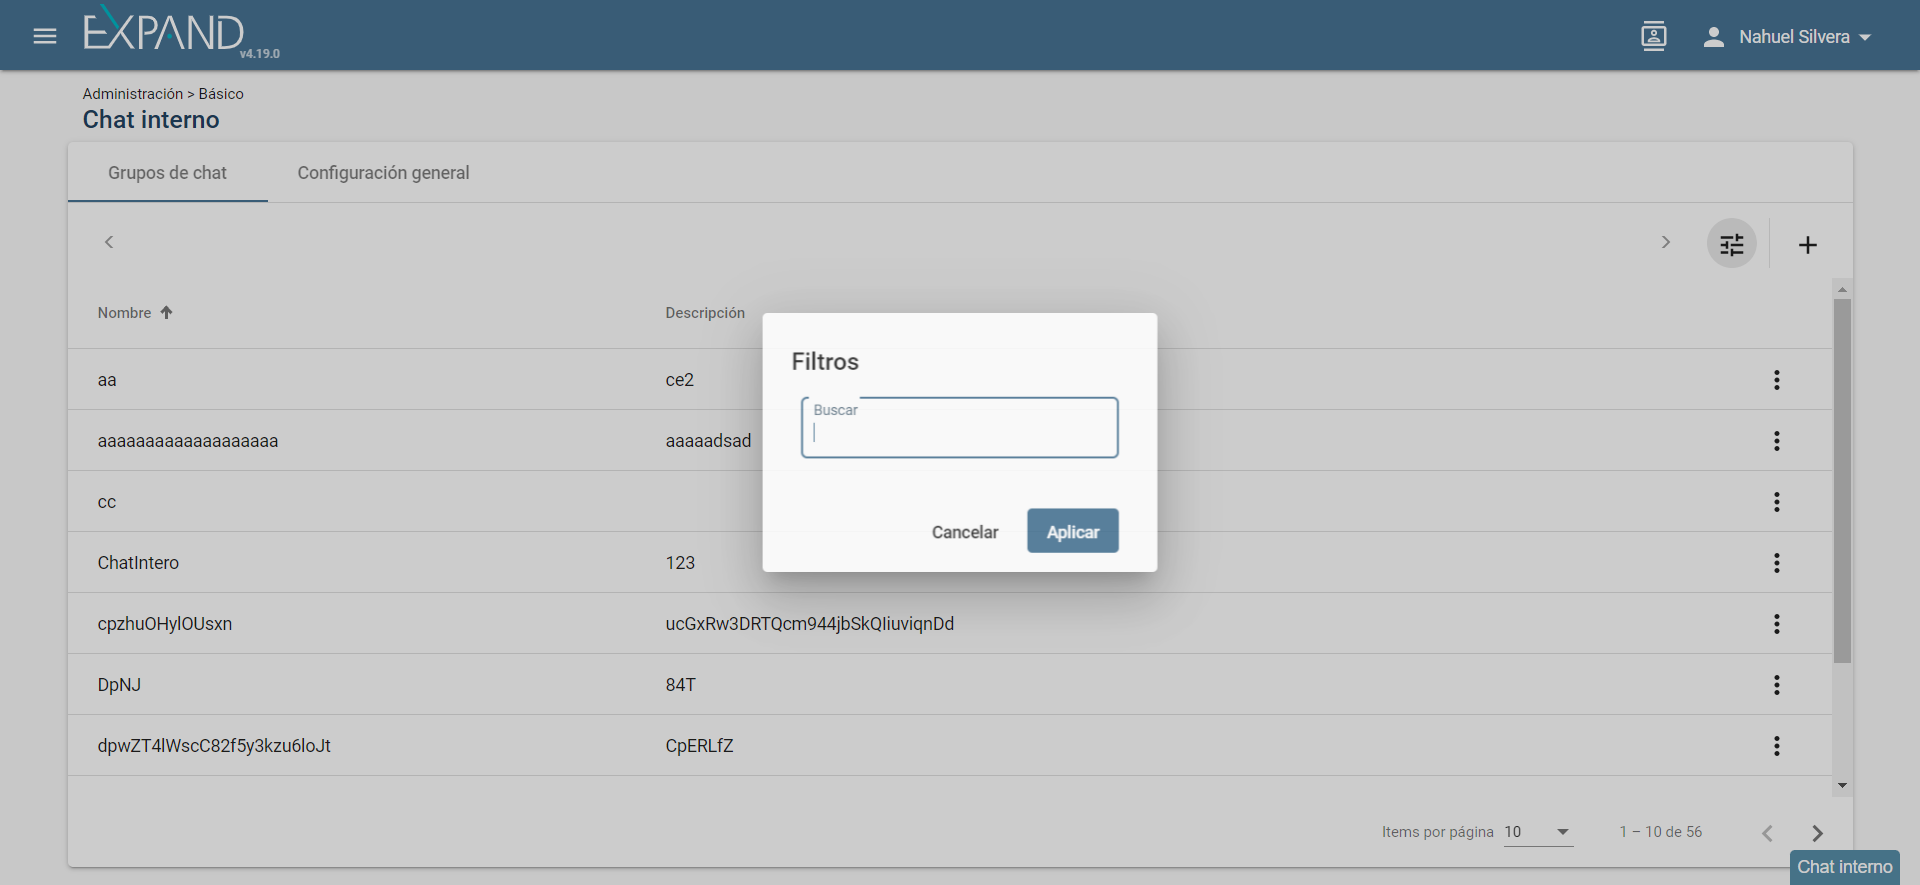 EXPAND
v4.19.0
Nahuel Silvera
Administración > Básico
Chat interno
Grupos de chat
Configuración general
Nombre
Descripción
aa
ce2
aaaaaaaaaaaaaaaaaaa
aaaaadsad
cc
ChatIntero
123
cpzhuOHylOUsxn
ucGxRw3DRTQcm944jbSkQIiuviqnDd
DpNJ
84T
dpwZT4lWscC82f5y3kzu6loJt
CpERLfZ
Filtros
Buscar
Cancelar
Aplicar
Items por página 10
1 – 10 de 56
Chat interno